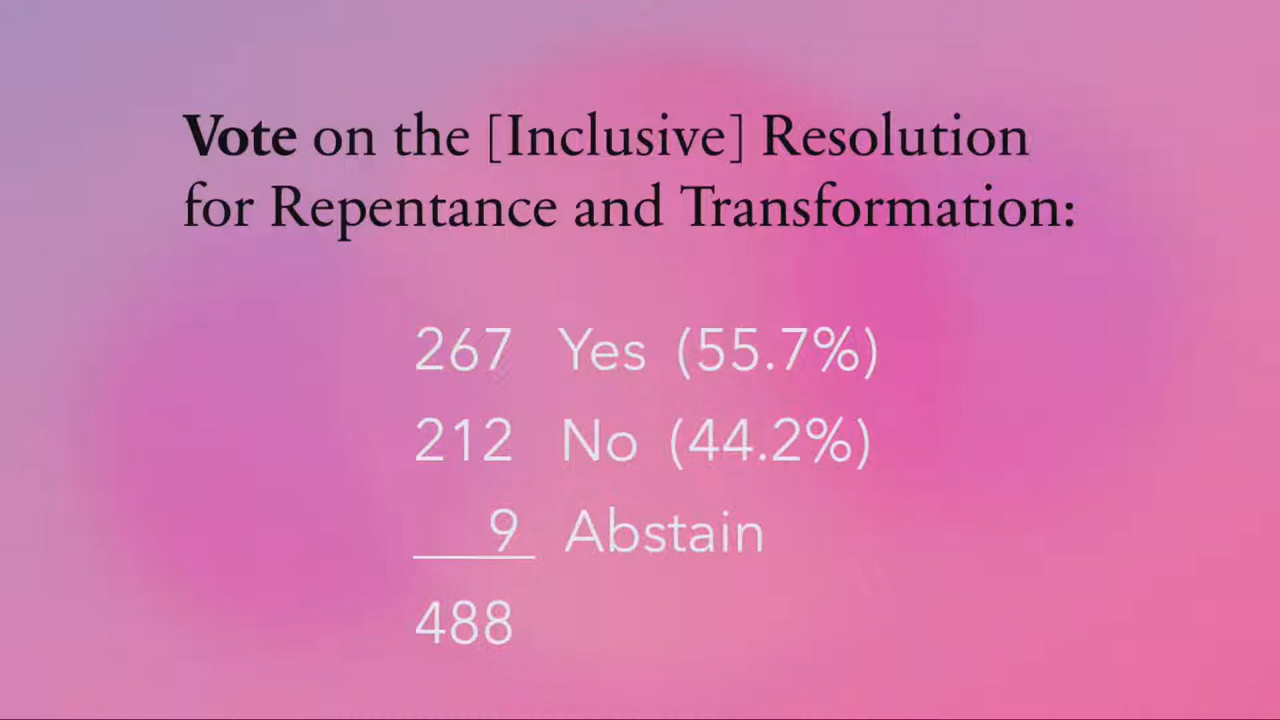 Vote on the [Inclusive] Resolution
for Repentance and Transformation:
267 Yes (55.7%)
212 No (44.2%)
9 Abstain
488